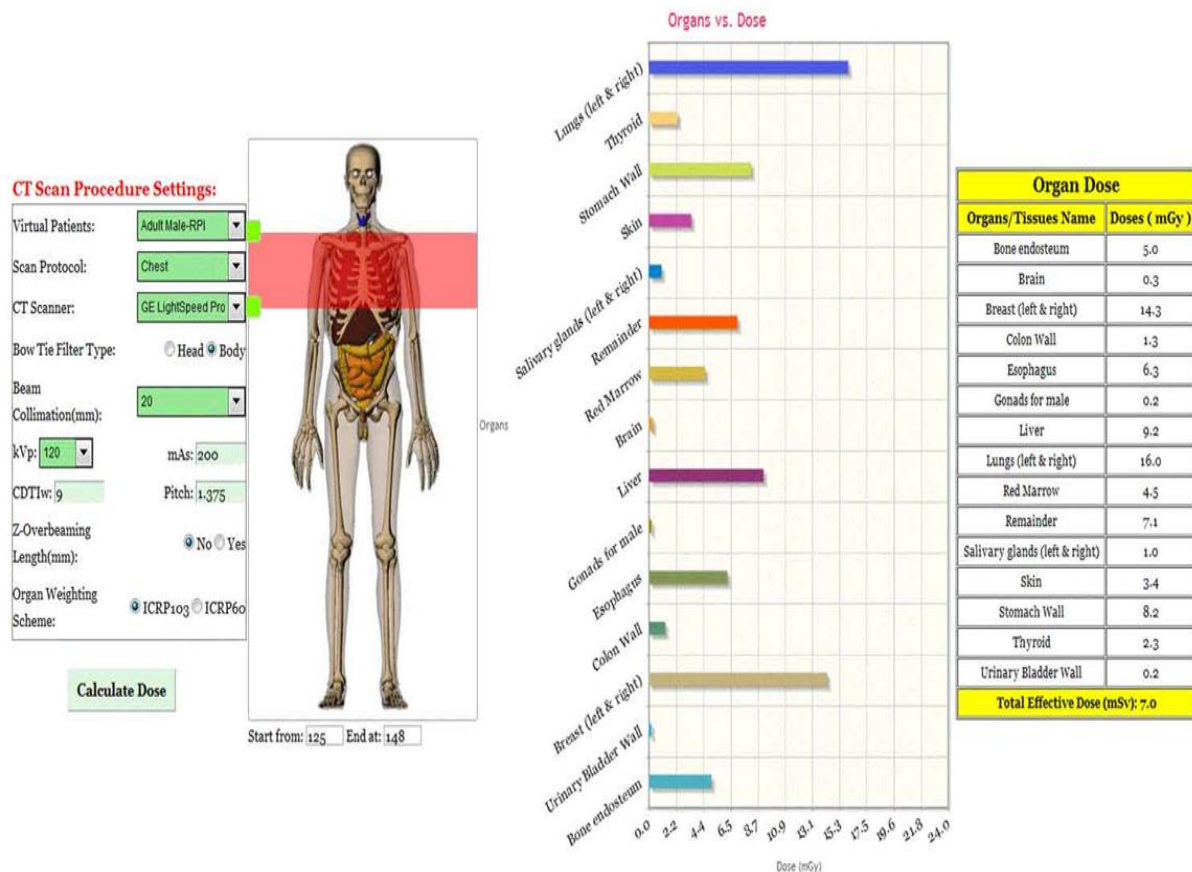 CT Scan Procedure Settings:
Virtual Patients: Adult Male-RPI
Scan Protocol: Chest
CT Scanner: GE LightSpeed Pro
Bow Tie Filter Type: Head Body
Beam
Collimation(mm): 20
kVp: 120 mAs: 200
CDTIw: 9 Pitch: 1.375
Z-Overbeaming
Length(mm): No Yes
Organ Weighting
Scheme: ICRP103 ICRP60
Calculate Dose
Start from: 125 End at: 148
Organs vs. Dose
Organs
Lungs (left & right)
Thyroid
Stomach Wall
Skin
Salivary glands (left & right)
Remainder
Red Marrow
Brain
Liver
Gonads for male
Esophagus
Colon Wall
Breast (left & right)
Urinary Bladder Wall
Bone endosteum
0.0 2.2 4.4 6.5 8.7 10.9 13.1 15.3 17.5 19.6 21.8 24.0
Dose (mGy)
Organ Dose
Organs/Tissues Name Doses ( mGy )
Bone endosteum 5.0
Brain 0.3
Breast (left & right) 14.3
Colon Wall 1.3
Esophagus 6.3
Gonads for male 0.2
Liver 9.2
Lungs (left & right) 16.0
Red Marrow 4.5
Remainder 7.1
Salivary glands (left & right) 1.0
Skin 3.4
Stomach Wall 8.2
Thyroid 2.3
Urinary Bladder Wall 0.2
Total Effective Dose (mSv): 7.0